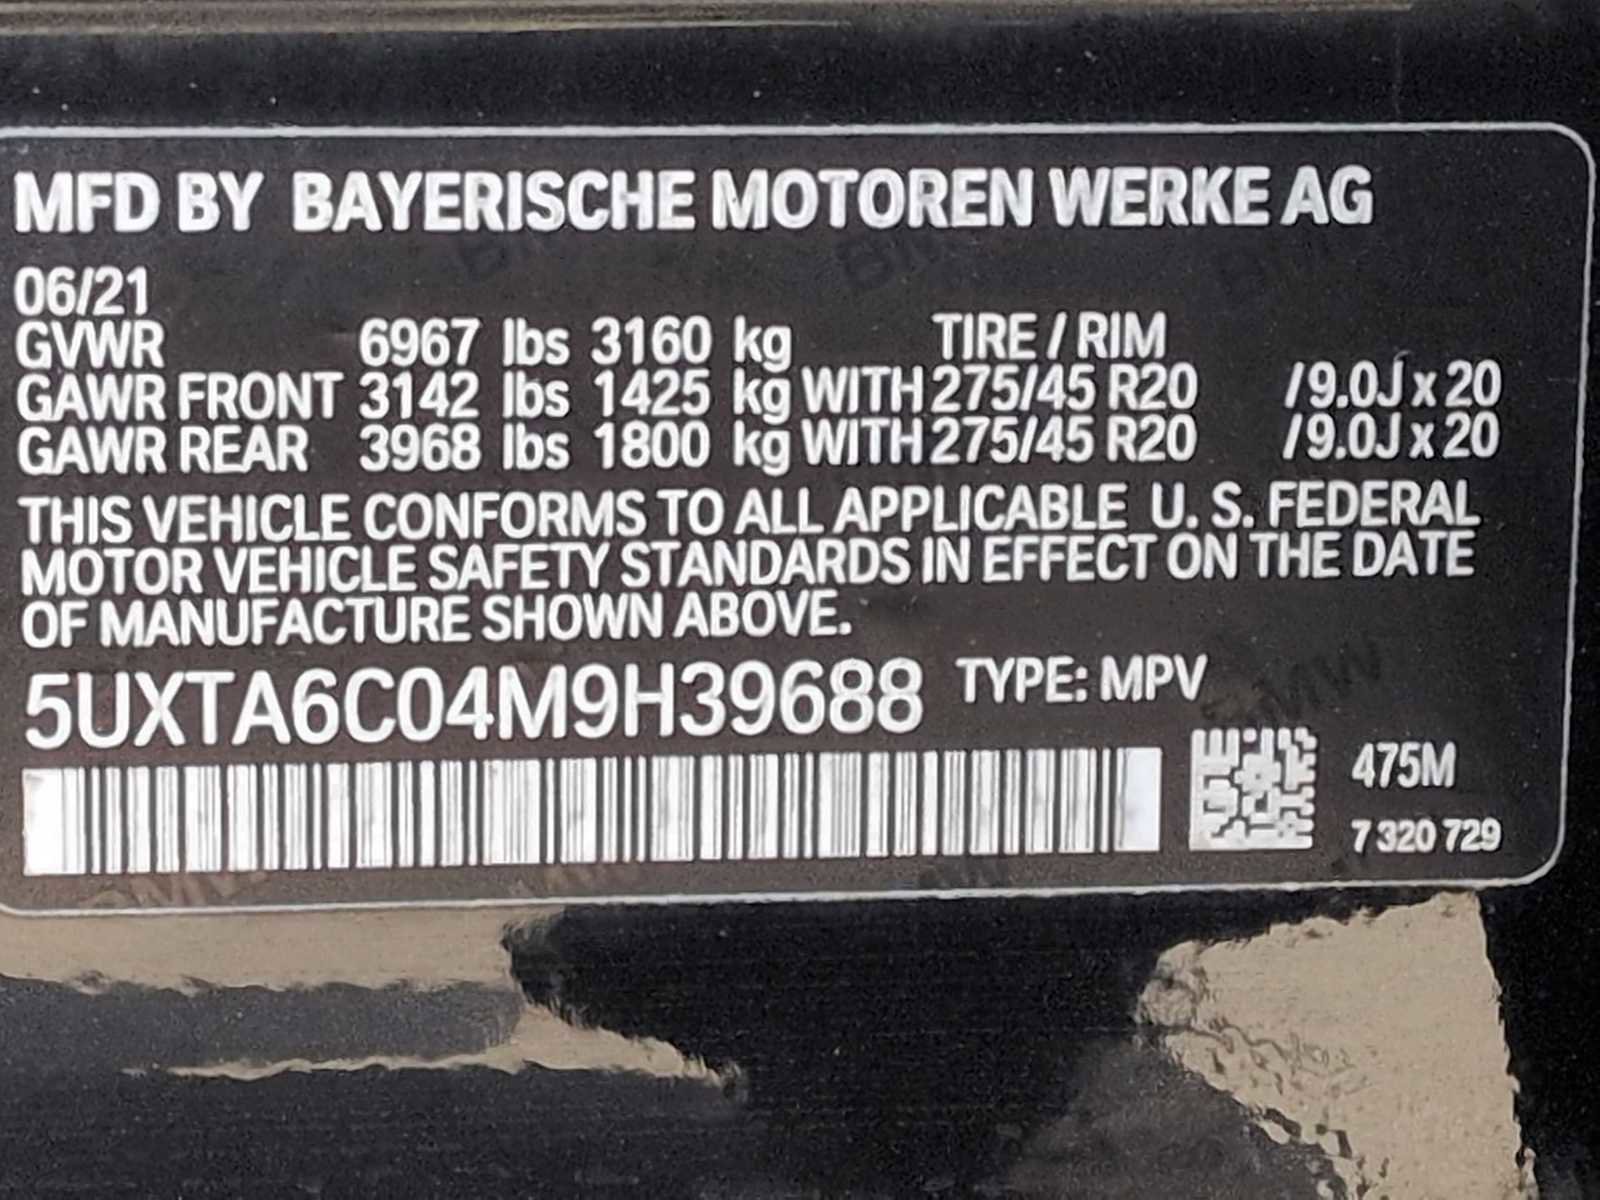 MFD BY BAYERISCHE MOTOREN WERKE AG
06/21
GVWR 6967 lbs 3160 kg TIRE / RIM
GAWR FRONT 3142 lbs 1425 kg WITH 275/45 R20 / 9.0J x 20
GAWR REAR 3968 lbs 1800 kg WITH 275/45 R20 / 9.0J x 20
THIS VEHICLE CONFORMS TO ALL APPLICABLE U. S. FEDERAL
MOTOR VEHICLE SAFETY STANDARDS IN EFFECT ON THE DATE
OF MANUFACTURE SHOWN ABOVE.
5UXTA6C04M9H39688 TYPE: MPV
475M
7 320 729